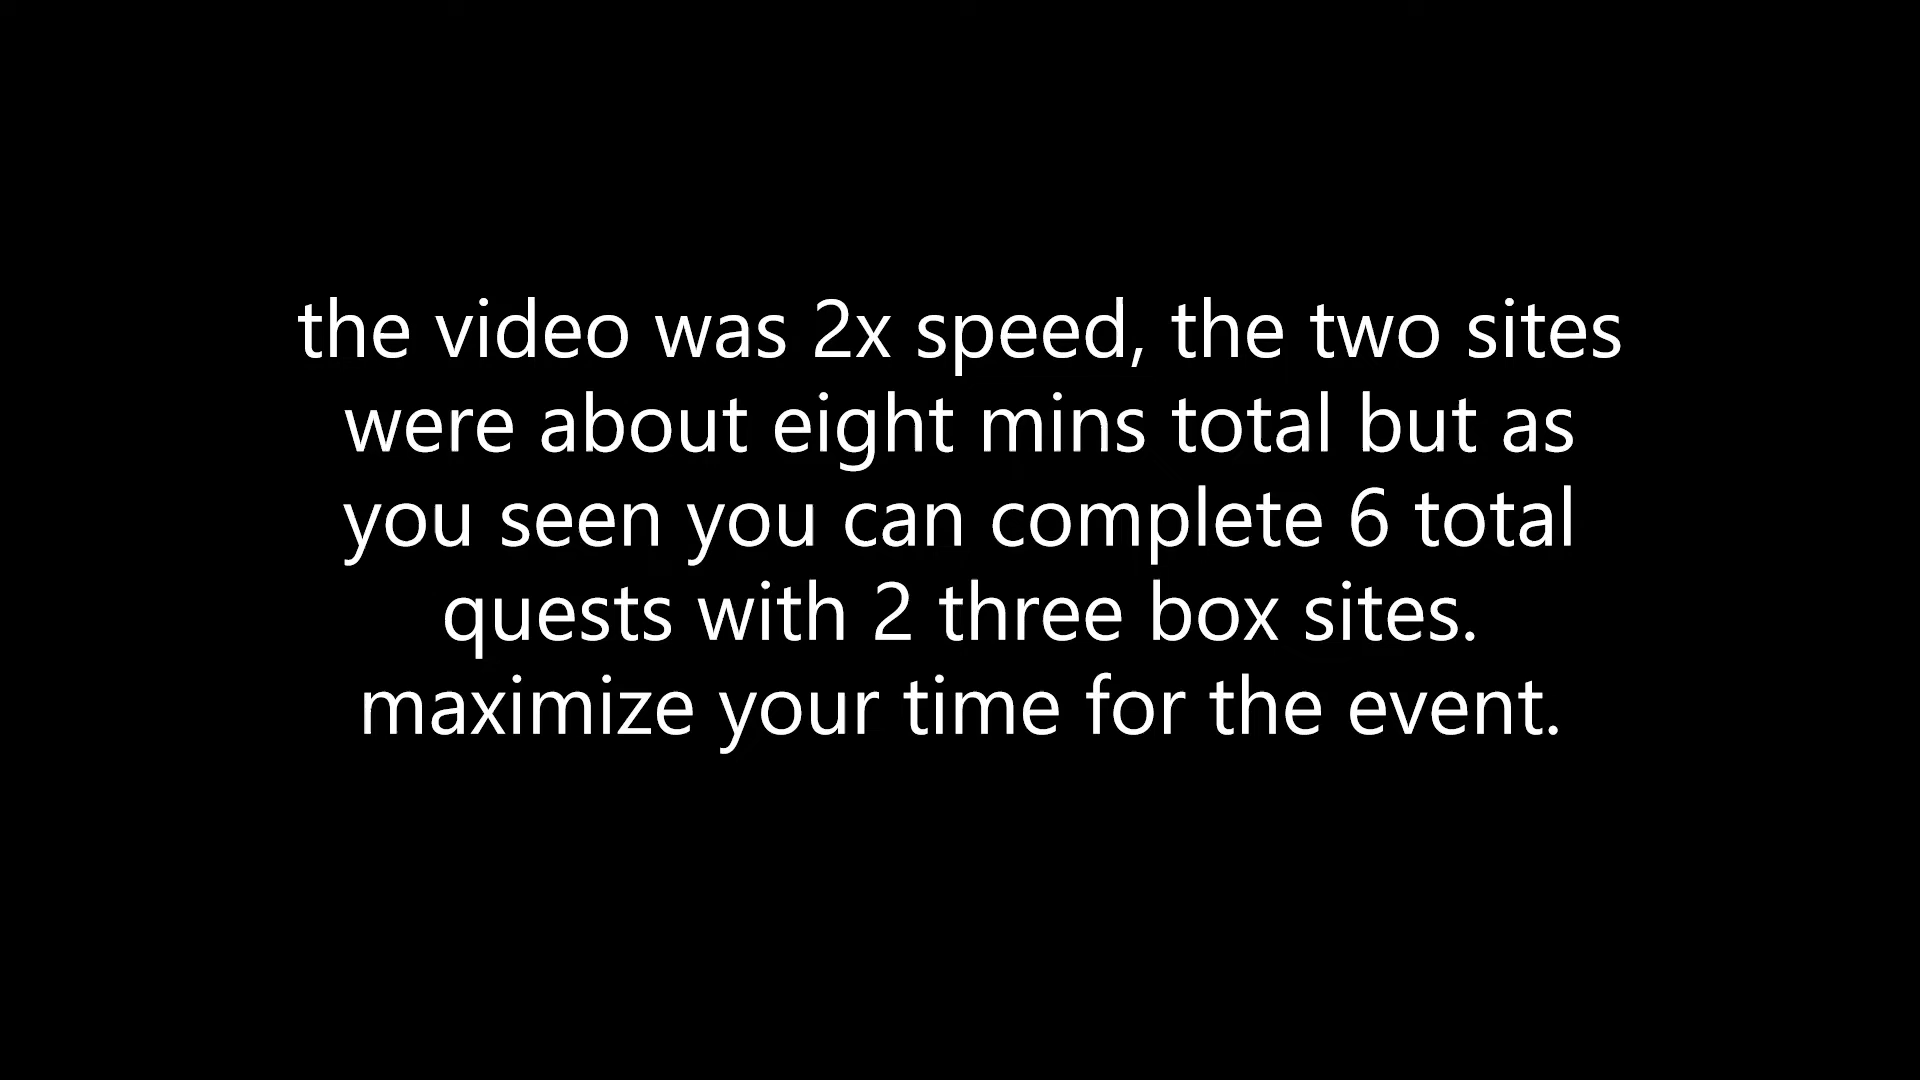 the video was 2x speed, the two sites
were about eight mins total but as
you seen you can complete 6 total
quests with 2 three box sites.
maximize your time for the event.